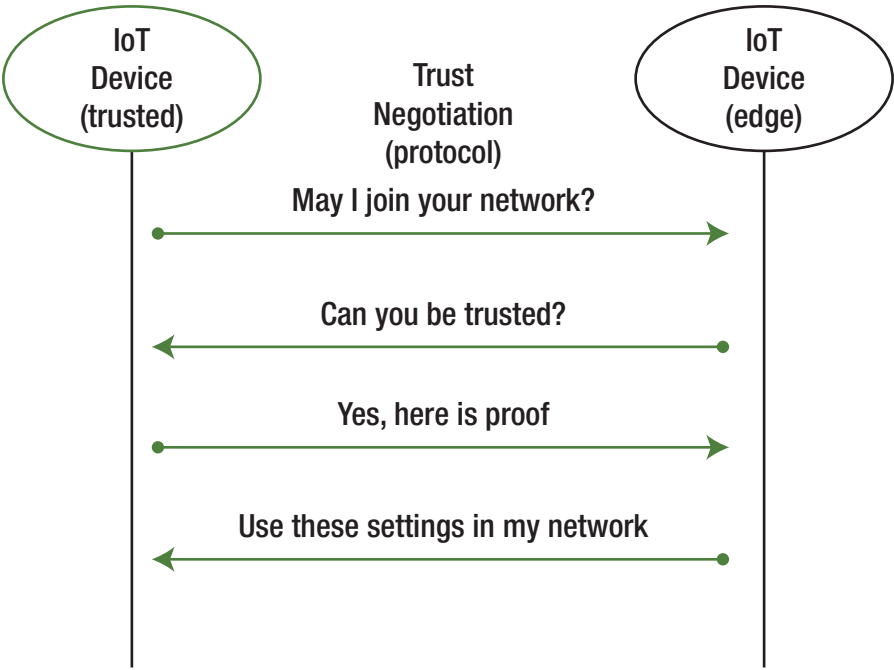 IoT
Device
(trusted)
Trust
Negotiation
(protocol)
IoT
Device
(edge)
May I join your network?
Can you be trusted?
Yes, here is proof
Use these settings in my network